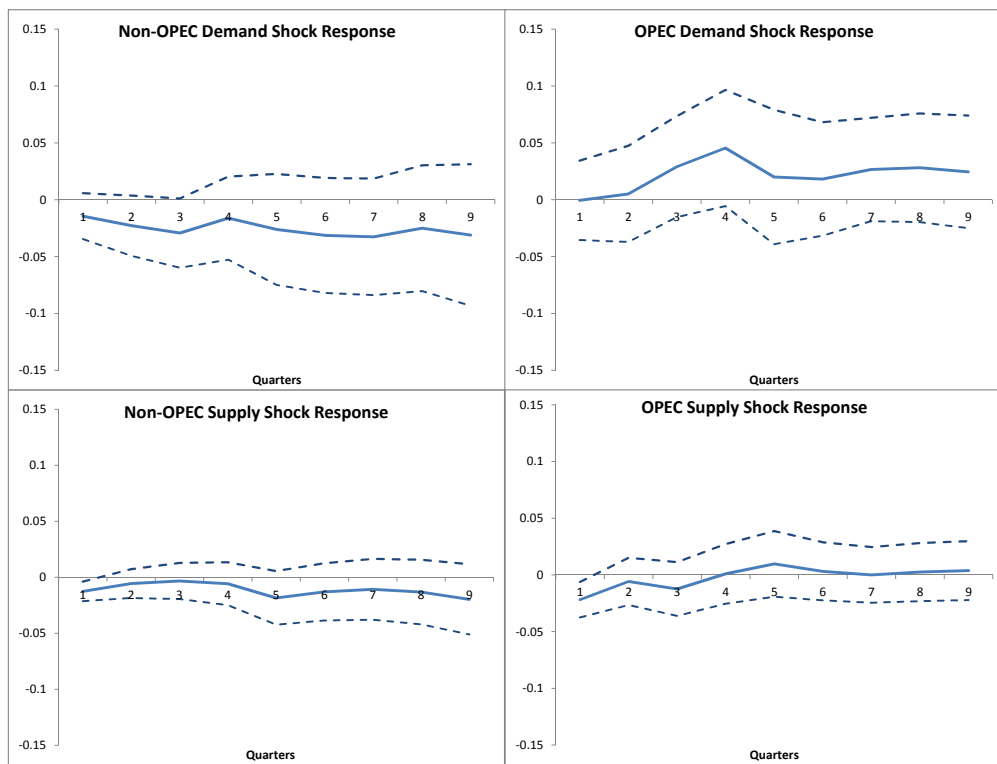 Non-OPEC Demand Shock Response
0.15
0.1
0.05
0
-0.05
-0.1
-0.15
1 2 3 4 5 6 7 8 9
Quarters
OPEC Demand Shock Response
0.15
0.1
0.05
0
-0.05
-0.1
-0.15
1 2 3 4 5 6 7 8 9
Quarters
Non-OPEC Supply Shock Response
0.15
0.1
0.05
0
-0.05
-0.1
-0.15
1 2 3 4 5 6 7 8 9
Quarters
OPEC Supply Shock Response
0.15
0.1
0.05
0
-0.05
-0.1
-0.15
1 2 3 4 5 6 7 8 9
Quarters